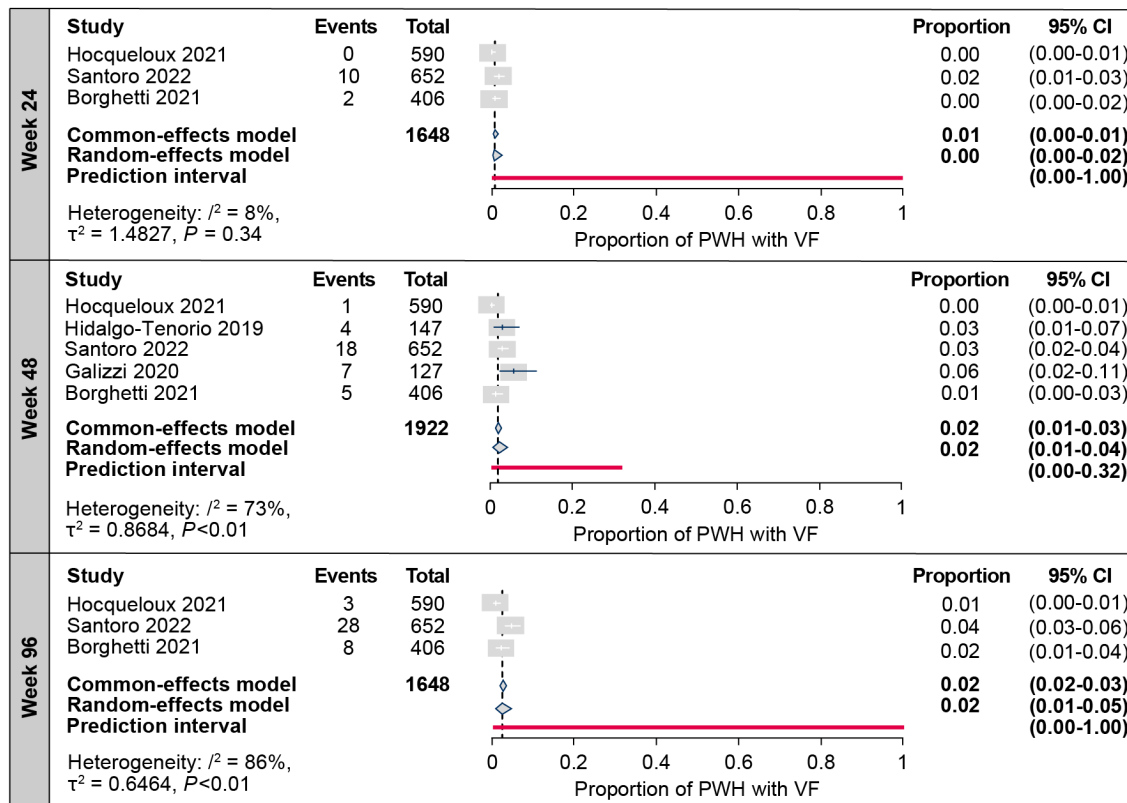 Week 24
Study Events Total Proportion 95% CI
Hocqueloux 2021 0 590 0.00 (0.00-0.01)
Santoro 2022 10 652 0.02 (0.01-0.03)
Borghetti 2021 2 406 0.00 (0.00-0.02)
Common-effects model 1648 0.01 (0.00-0.01)
Random-effects model 0.00 (0.00-0.02)
Prediction interval (0.00-1.00)
Heterogeneity: I² = 8%,
τ² = 1.4827, P = 0.34
0 0.2 0.4 0.6 0.8 1
Proportion of PWH with VF
Week 48
Study Events Total Proportion 95% CI
Hocqueloux 2021 1 590 0.00 (0.00-0.01)
Hidalgo-Tenorio 2019 4 147 0.03 (0.01-0.07)
Santoro 2022 18 652 0.03 (0.02-0.04)
Galizzi 2020 7 127 0.06 (0.02-0.11)
Borghetti 2021 5 406 0.01 (0.00-0.03)
Common-effects model 1922 0.02 (0.01-0.03)
Random-effects model 0.02 (0.01-0.04)
Prediction interval (0.00-0.32)
Heterogeneity: I² = 73%,
τ² = 0.8684, P<0.01
0 0.2 0.4 0.6 0.8 1
Proportion of PWH with VF
Week 96
Study Events Total Proportion 95% CI
Hocqueloux 2021 3 590 0.01 (0.00-0.01)
Santoro 2022 28 652 0.04 (0.03-0.06)
Borghetti 2021 8 406 0.02 (0.01-0.04)
Common-effects model 1648 0.02 (0.02-0.03)
Random-effects model 0.02 (0.01-0.05)
Prediction interval (0.00-1.00)
Heterogeneity: I² = 86%,
τ² = 0.6464, P<0.01
0 0.2 0.4 0.6 0.8 1
Proportion of PWH with VF